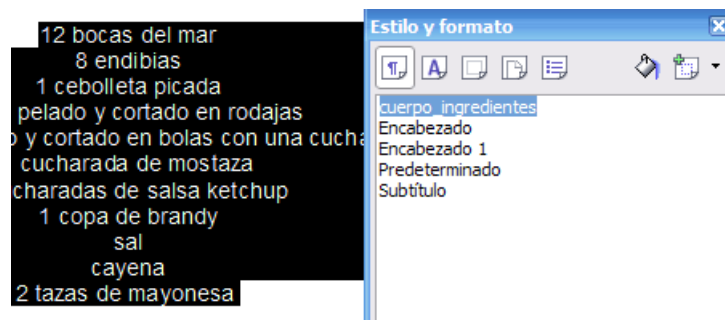 12 bocas del mar
8 endibias
1 cebolleta picada
pelado y cortado en rodajas
y cortado en bolas con una
cucharada de mostaza
de salsa ketchup
1 copa de brandy
sal
cayena
2 tazas de mayonesa
Estilo y formato
cuerpo_ingredientes
Encabezado
Encabezado 1
Predeterminado
Subtítulo